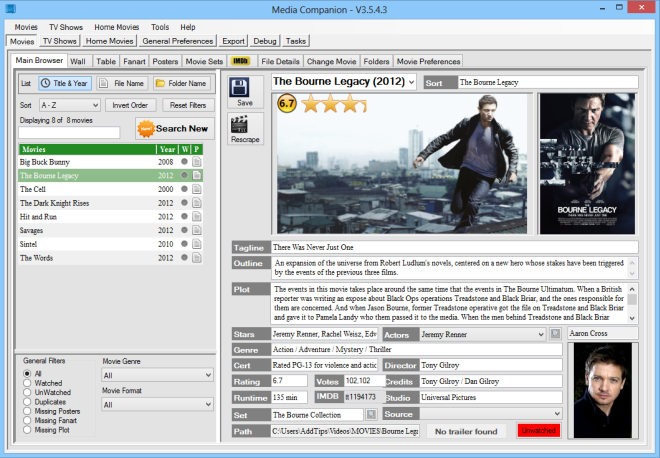 Media Companion - V3.5.4.3
Movies TV Shows Home Movies Tools Help
Movies TV Shows Home Movies General Preferences Export Debug Tasks
Main Browser Wall Table Fanart Posters Movie Sets IMDb File Details Change Movie Folders Movie Preferences
List Title & Year File Name Folder Name
Sort A - Z Invert Order Reset Filters
Displaying 8 of 8 movies
Search New
Movies Year W P
Big Buck Bunny 2008
The Bourne Legacy 2012
The Cell 2000
The Dark Knight Rises 2012
Hit and Run 2012
Savages 2012
Sintel 2010
The Words 2012
General Filters
All
Watched
UnWatched
Duplicates
Missing Posters
Missing Fanart
Missing Plot
Movie Genre
All
Movie Format
All
Save
Rescrape
The Bourne Legacy (2012) Sort The Bourne Legacy
6.7
BOURNE LEGACY
Tagline There Was Never Just One
Outline An expansion of the universe from Robert Ludlum's novels, centered on a new hero whose stakes have been triggered
by the events of the previous three films.
Plot The events in this movie takes place around the same time that the events in The Bourne Ultimatum. When a British
reporter was writing an expose about Black Ops operations Treadstone and Black Briar, and the ones responsible for
them are concerned. And when Jason Bourne, former Treadstone operative got the file on Treadstone and Black Briar
and gave it to Pamela Landy who them passed it to the media. When the men behind Treadstone and Black Briar
Stars Jeremy Renner, Rachel Weisz, Edw Actors Jeremy Renner Aaron Cross
Genre Action / Adventure / Mystery / Thriller
Cert Rated PG-13 for violence and actic Director Tony Gilroy
Rating 6.7 Votes 102,102 Credits Tony Gilroy / Dan Gilroy
Runtime 135 min IMDB tt1194173 Studio Universal Pictures
Set The Bourne Collection Source
Path C:\Users\AddTips\Videos\MOVIES\Bourne Lega No trailer found Unwatched